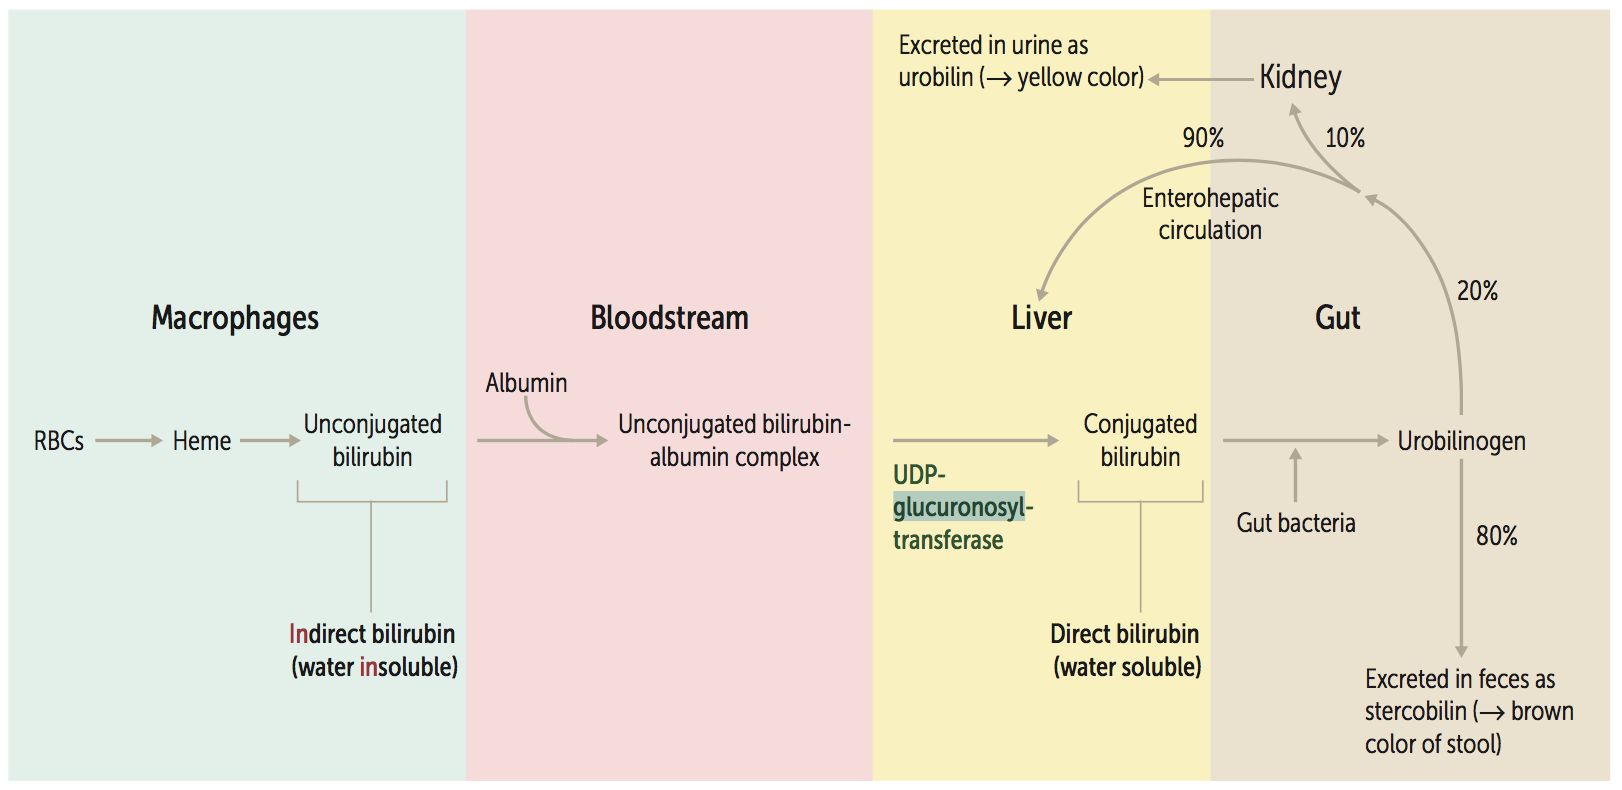 Excreted in urine as
urobilin (→ yellow color)
Kidney
90%
10%
Enterohepatic
circulation
20%
Macrophages
Bloodstream
Liver
Gut
Albumin
RBCs
Heme
Unconjugated
bilirubin
Unconjugated bilirubin-
albumin complex
Conjugated
bilirubin
Urobilinogen
UDP-
glucuronosyl-
transferase
Gut bacteria
80%
Indirect bilirubin
(water insoluble)
Direct bilirubin
(water soluble)
Excreted in feces as
stercobilin (→ brown
color of stool)